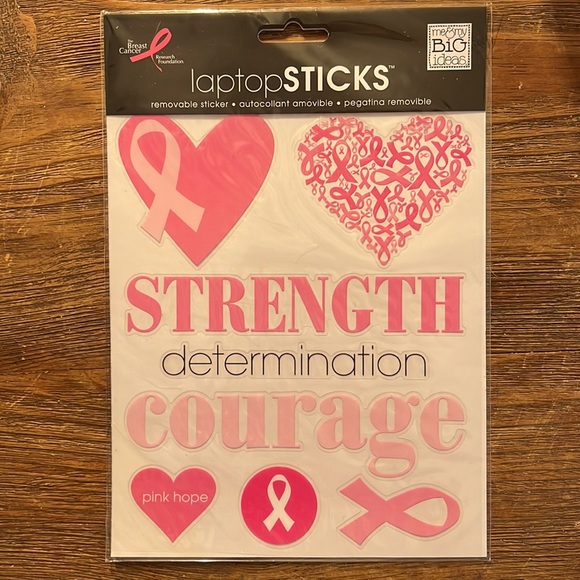 The
Breast
Cancer
Research
Foundation
me&my
BiG
ideas
laptopSTICKS™
removable sticker • autocollant amovible • pegatina removible
STRENGTH
determination
courage
pink hope